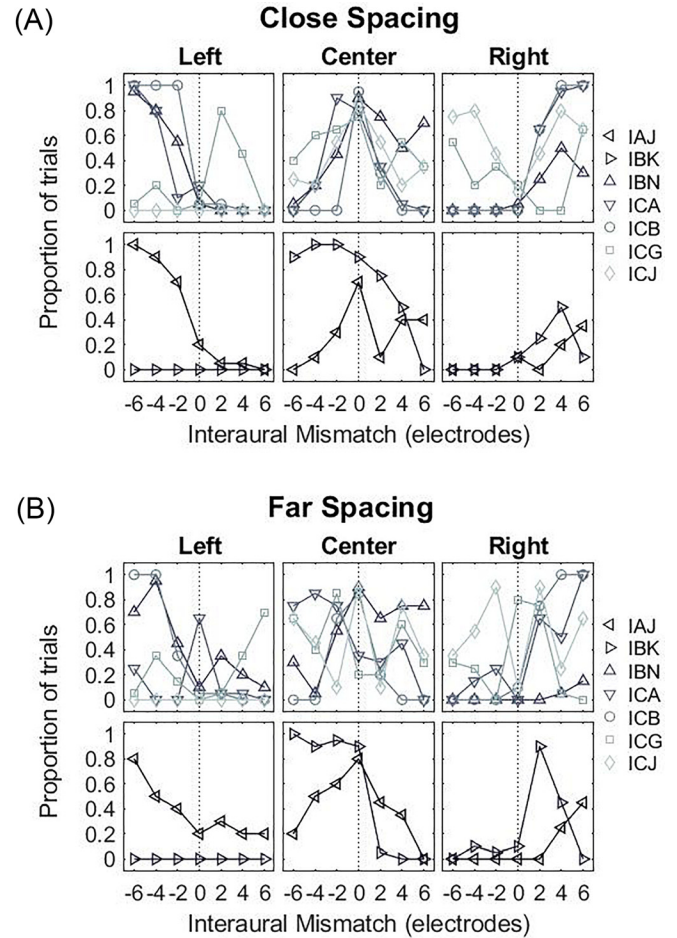 (A)
Close Spacing
Left Center Right
1
0.8
0.6
0.4
0.2
0
1
0.8
0.6
0.4
0.2
0
Proportion of trials
-6 -4 -2 0 2 4 6 -6 -4 -2 0 2 4 6 -6 -4 -2 0 2 4 6
Interaural Mismatch (electrodes)
IAJ
IBK
IBN
ICA
ICB
ICG
ICJ
(B)
Far Spacing
Left Center Right
1
0.8
0.6
0.4
0.2
0
1
0.8
0.6
0.4
0.2
0
Proportion of trials
-6 -4 -2 0 2 4 6 -6 -4 -2 0 2 4 6 -6 -4 -2 0 2 4 6
Interaural Mismatch (electrodes)
IAJ
IBK
IBN
ICA
ICB
ICG
ICJ